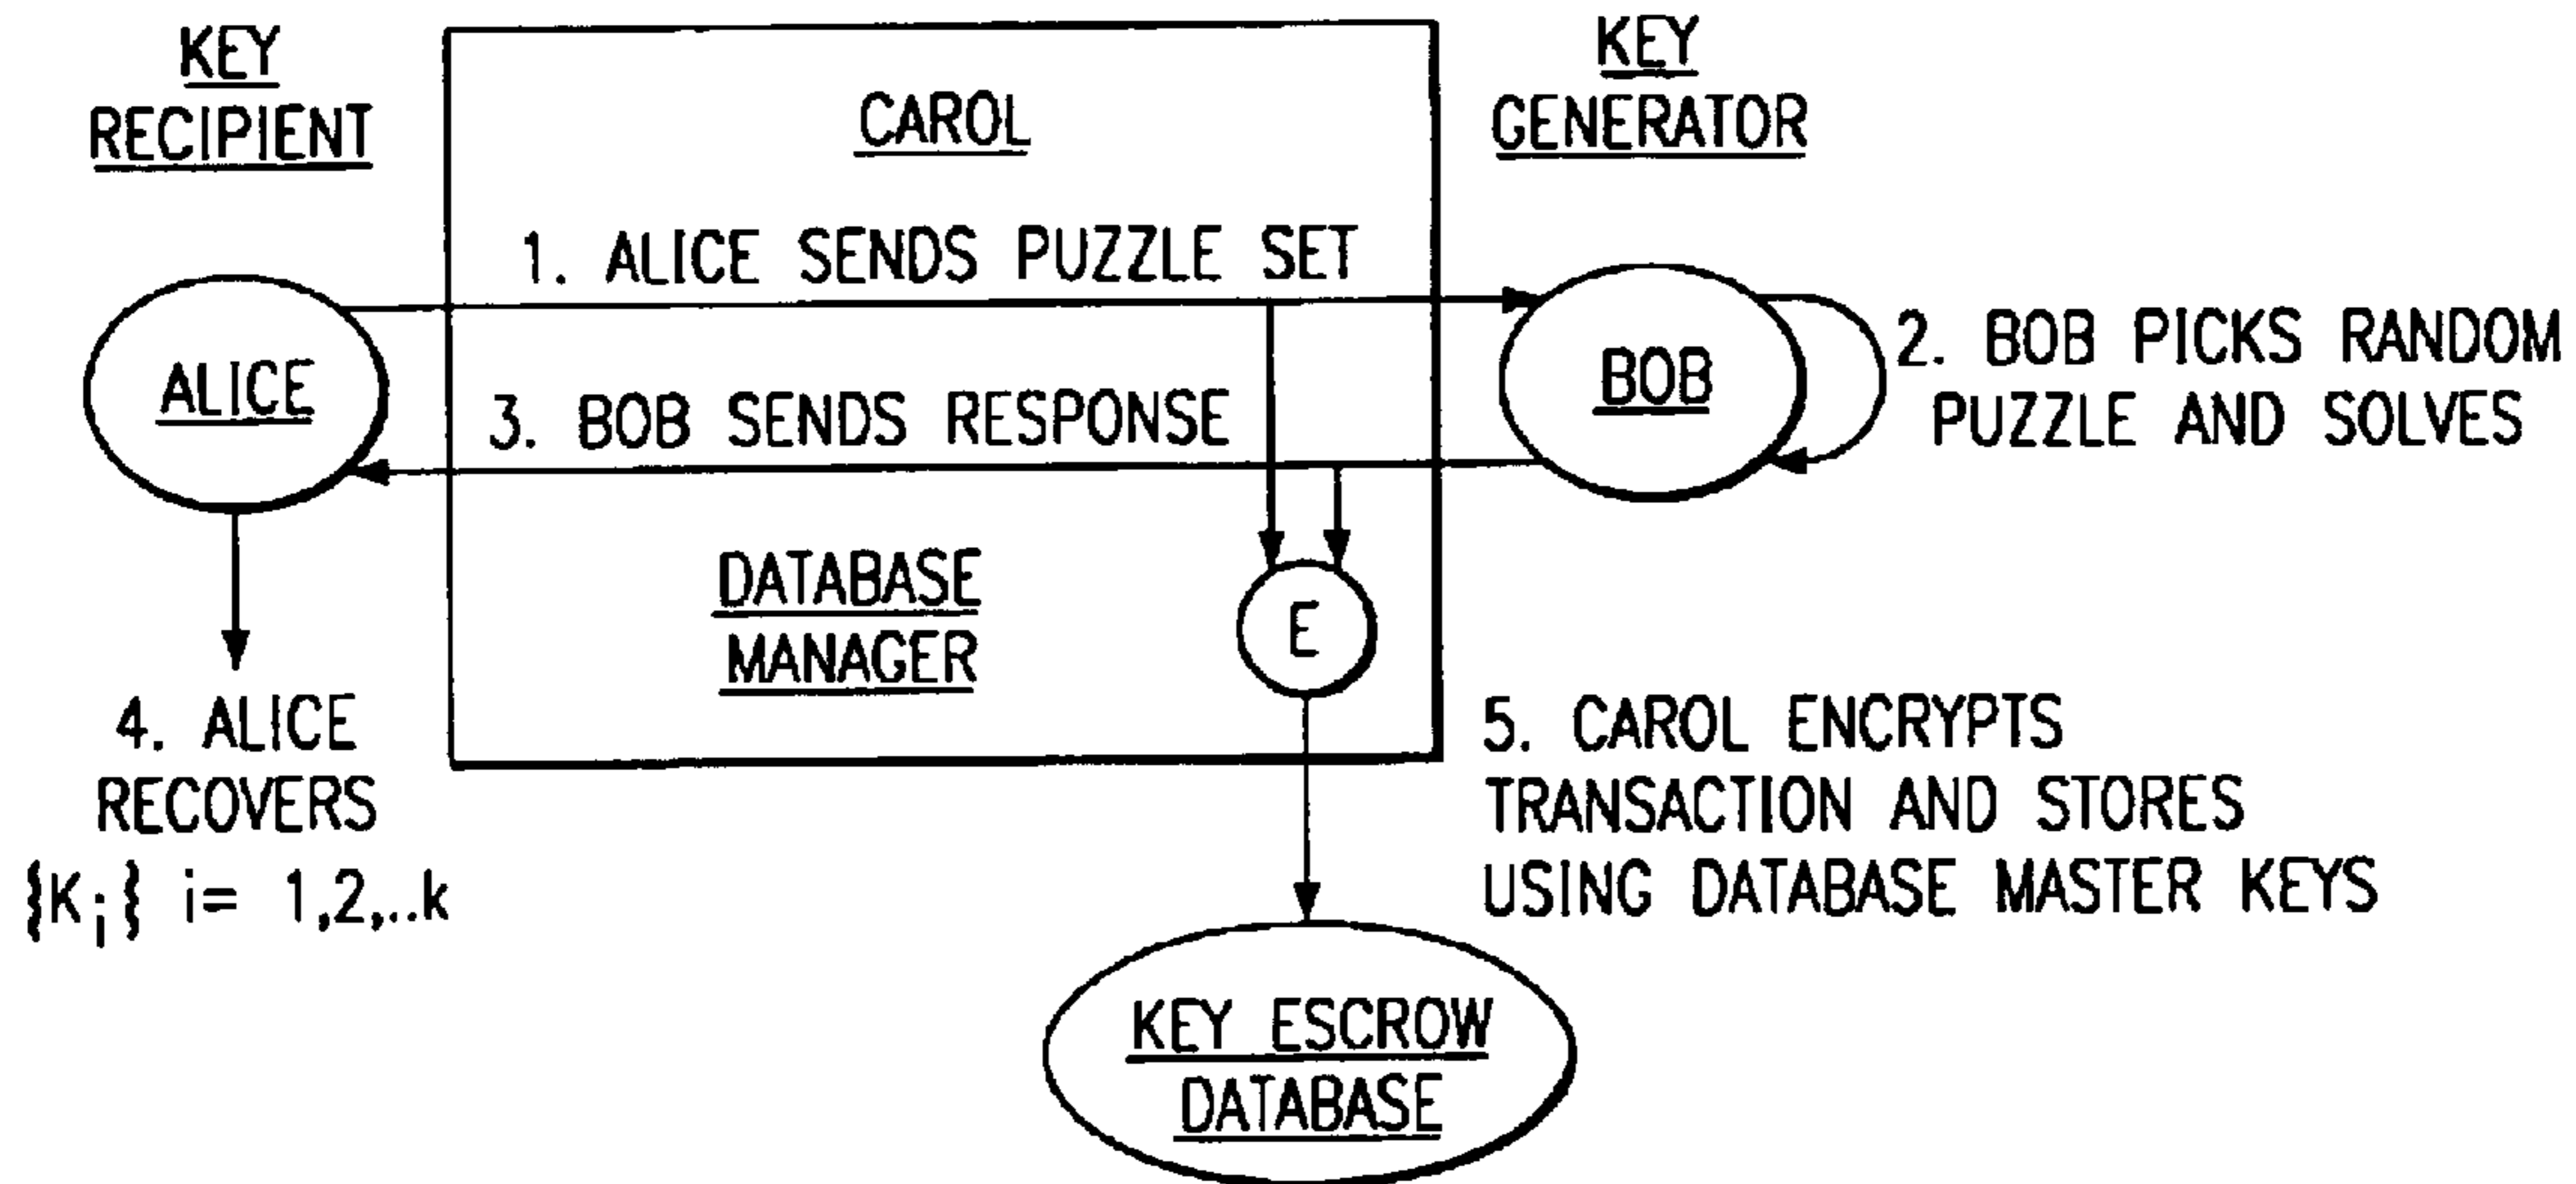 KEY
RECIPIENT
CAROL
KEY
GENERATOR
1. ALICE SENDS PUZZLE SET
ALICE
BOB
2. BOB PICKS RANDOM
PUZZLE AND SOLVES
3. BOB SENDS RESPONSE
DATABASE
MANAGER
E
4. ALICE
RECOVERS
{K_i} i= 1,2,..k
5. CAROL ENCRYPTS
TRANSACTION AND STORES
USING DATABASE MASTER KEYS
KEY ESCROW
DATABASE